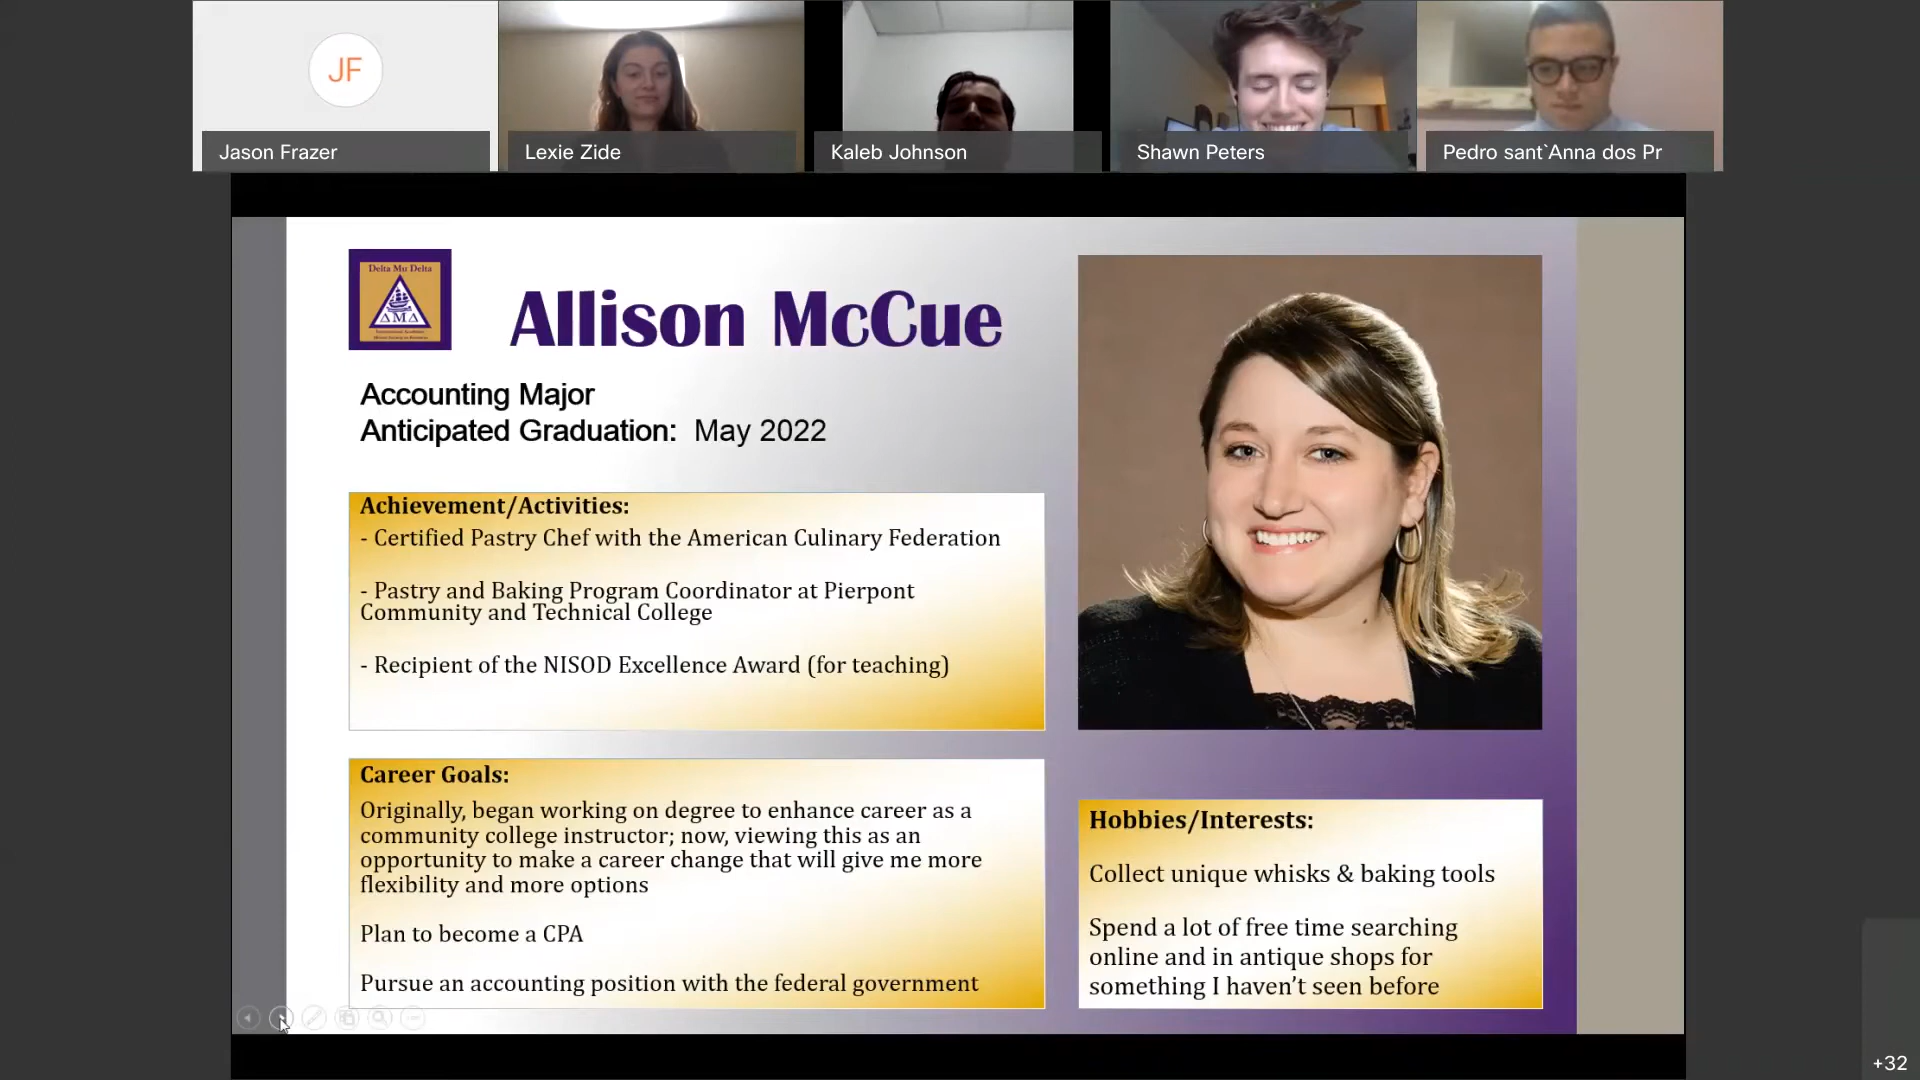 JF
Jason Frazer
Lexie Zide
Kaleb Johnson
Shawn Peters
Pedro sant`Anna dos Pr
Delta Mu Delta
ΔΜΔ
Allison McCue
Accounting Major
Anticipated Graduation: May 2022
Achievement/Activities:
- Certified Pastry Chef with the American Culinary Federation
- Pastry and Baking Program Coordinator at Pierpont
Community and Technical College
- Recipient of the NISOD Excellence Award (for teaching)
Career Goals:
Originally, began working on degree to enhance career as a
community college instructor; now, viewing this as an
opportunity to make a career change that will give me more
flexibility and more options
Plan to become a CPA
Pursue an accounting position with the federal government
Hobbies/Interests:
Collect unique whisks & baking tools
Spend a lot of free time searching
online and in antique shops for
something I haven’t seen before
+32